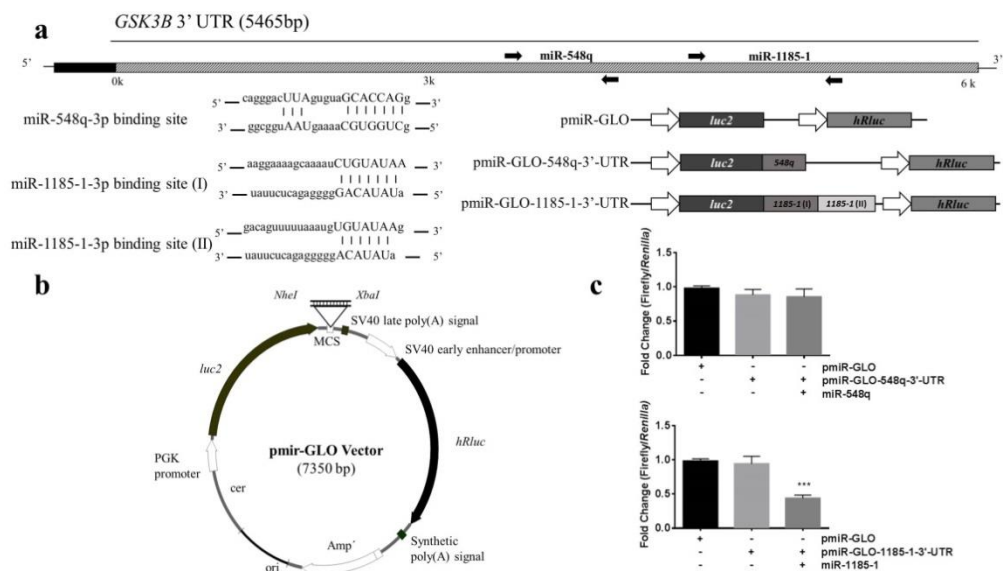 GSK3B 3’ UTR (5465bp)
a
5’
miR-548q
miR-1185-1
3’
0k
3k
6 k
5’ cagggacUUAguguaGCACCAGg 3’
miR-548q-3p binding site
3’ ggcgguAAUgaaaaCGUGGUCg 5’
5’ aaggaaaagcaaaauCUGUAUAA 3’
miR-1185-1-3p binding site (I)
3’ uauucucagaggggGACAUAUa 5’
5’ gacaguuuuuaaaugUGUAUAAg 3’
miR-1185-1-3p binding site (II)
3’ uauucucagagggggACAUAUa 5’
pmiR-GLO luc2 hRluc
pmiR-GLO-548q-3’-UTR luc2 548q hRluc
pmiR-GLO-1185-1-3’-UTR luc2 1185-1 (I) 1185-1 (II) hRluc
b
NheI XbaI
SV40 late poly(A) signal
MCS
SV40 early enhancer/promoter
luc2
hRluc
pmir-GLO Vector
(7350 bp)
PGK
promoter
cer
ori
Ampʳ
Synthetic
poly(A) signal
c
Fold Change (Firefly/Renilla)
1.5
1.0
0.5
0.0
+ - - pmiR-GLO
- + + pmiR-GLO-548q-3'-UTR
- - + miR-548q
Fold Change (Firefly/Renilla)
1.5
1.0
0.5
0.0
***
+ - - pmiR-GLO
- + + pmiR-GLO-1185-1-3'-UTR
- - + miR-1185-1